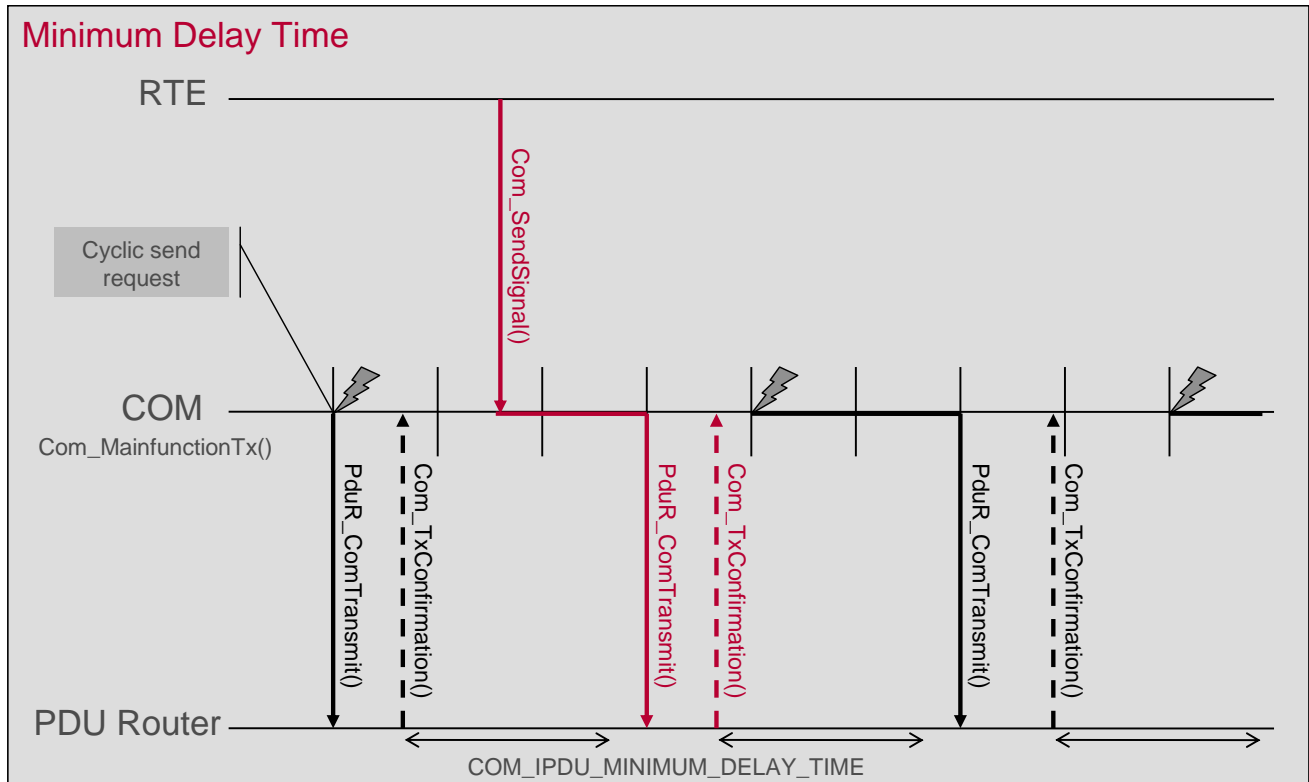 Minimum Delay Time
RTE
Com_SendSignal()
Cyclic send
request
COM
Com_MainfunctionTx()
PduR_ComTransmit()
Com_TxConfirmation()
PduR_ComTransmit()
Com_TxConfirmation()
PduR_ComTransmit()
Com_TxConfirmation()
PDU Router
COM_IPDU_MINIMUM_DELAY_TIME